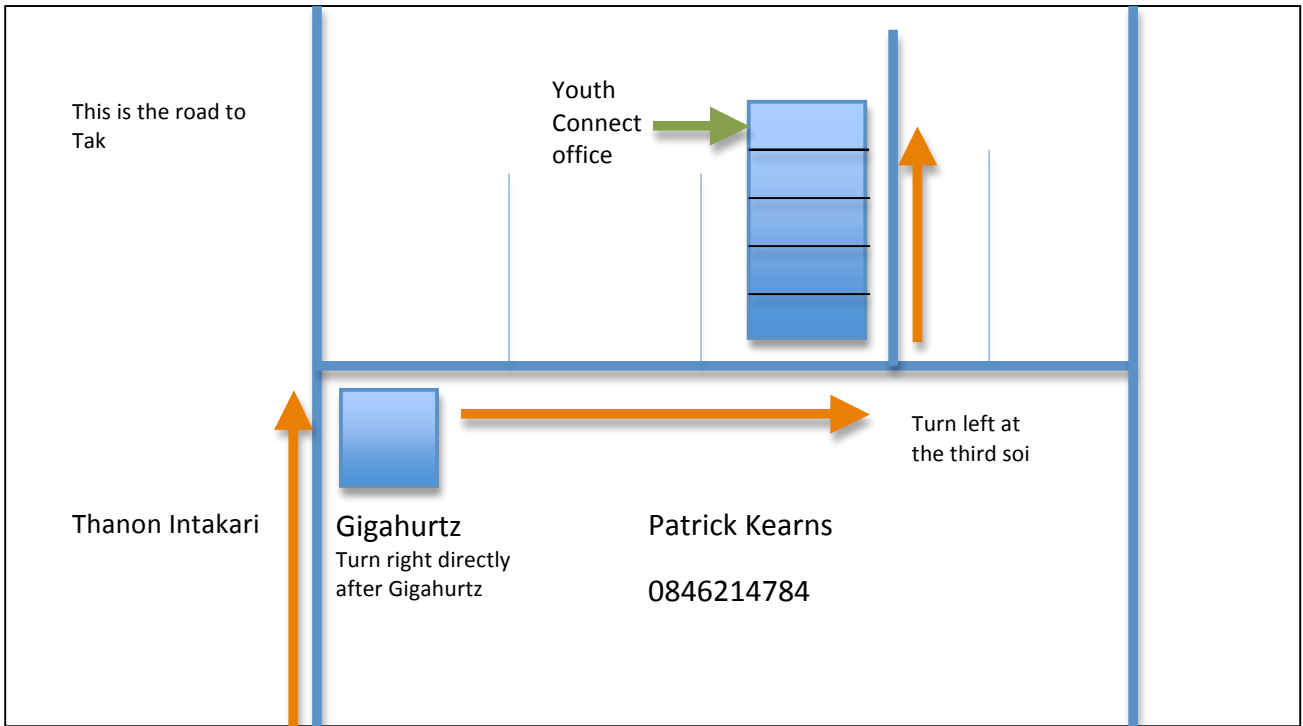 This is the road to
Tak
Youth
Connect
office
Turn left at
the third soi
Thanon Intakari
Gigahurtz
Turn right directly
after Gigahurtz
Patrick Kearns
0846214784